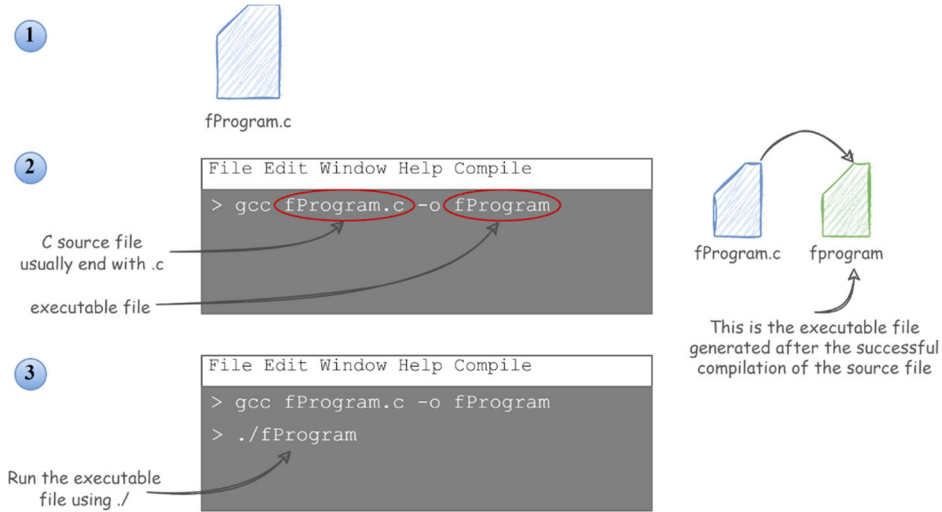 1
fProgram.c
2
File Edit Window Help Compile
> gcc fProgram.c -o fProgram
C source file
usually end with .c
executable file
fProgram.c
fprogram
This is the executable file
generated after the successful
compilation of the source file
3
File Edit Window Help Compile
> gcc fProgram.c -o fProgram
> ./fProgram
Run the executable
file using ./